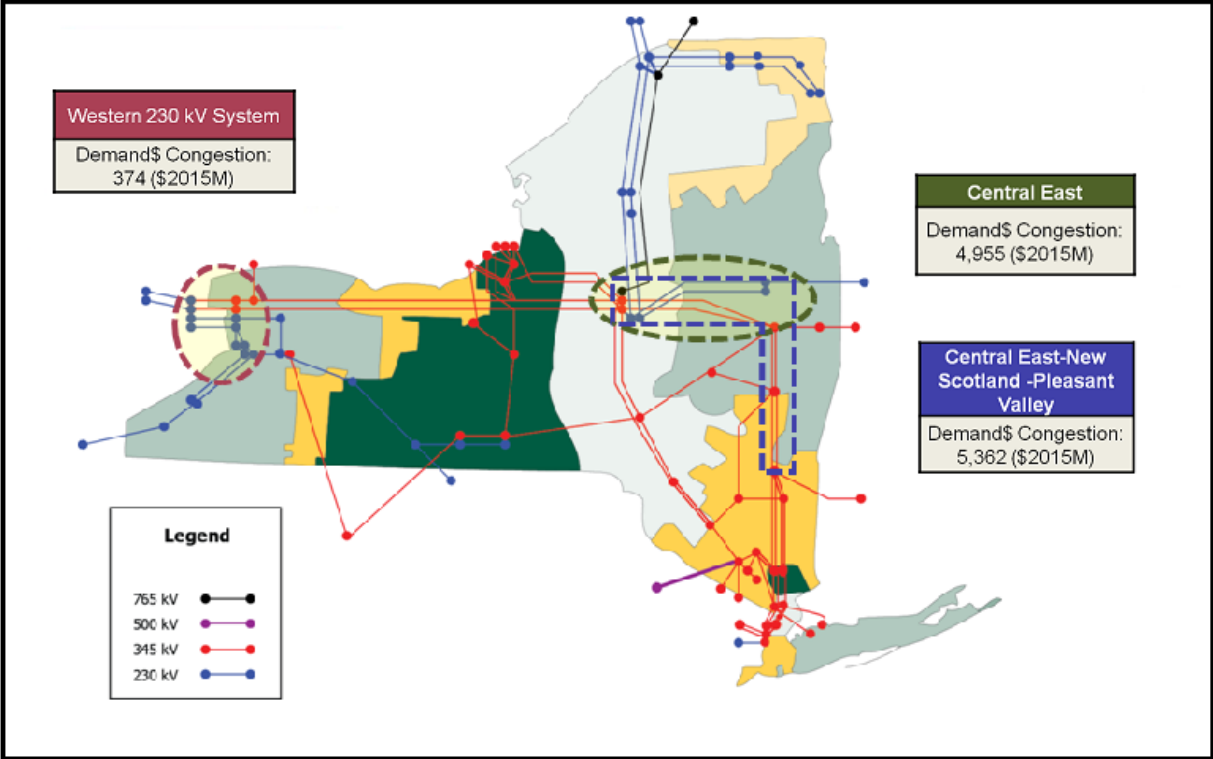 Western 230 kV System
Demand$ Congestion:
374 ($2015M)
Central East
Demand$ Congestion:
4,955 ($2015M)
Central East-New
Scotland -Pleasant
Valley
Demand$ Congestion:
5,362 ($2015M)
Legend
765 kV
500 kV
345 kV
230 kV